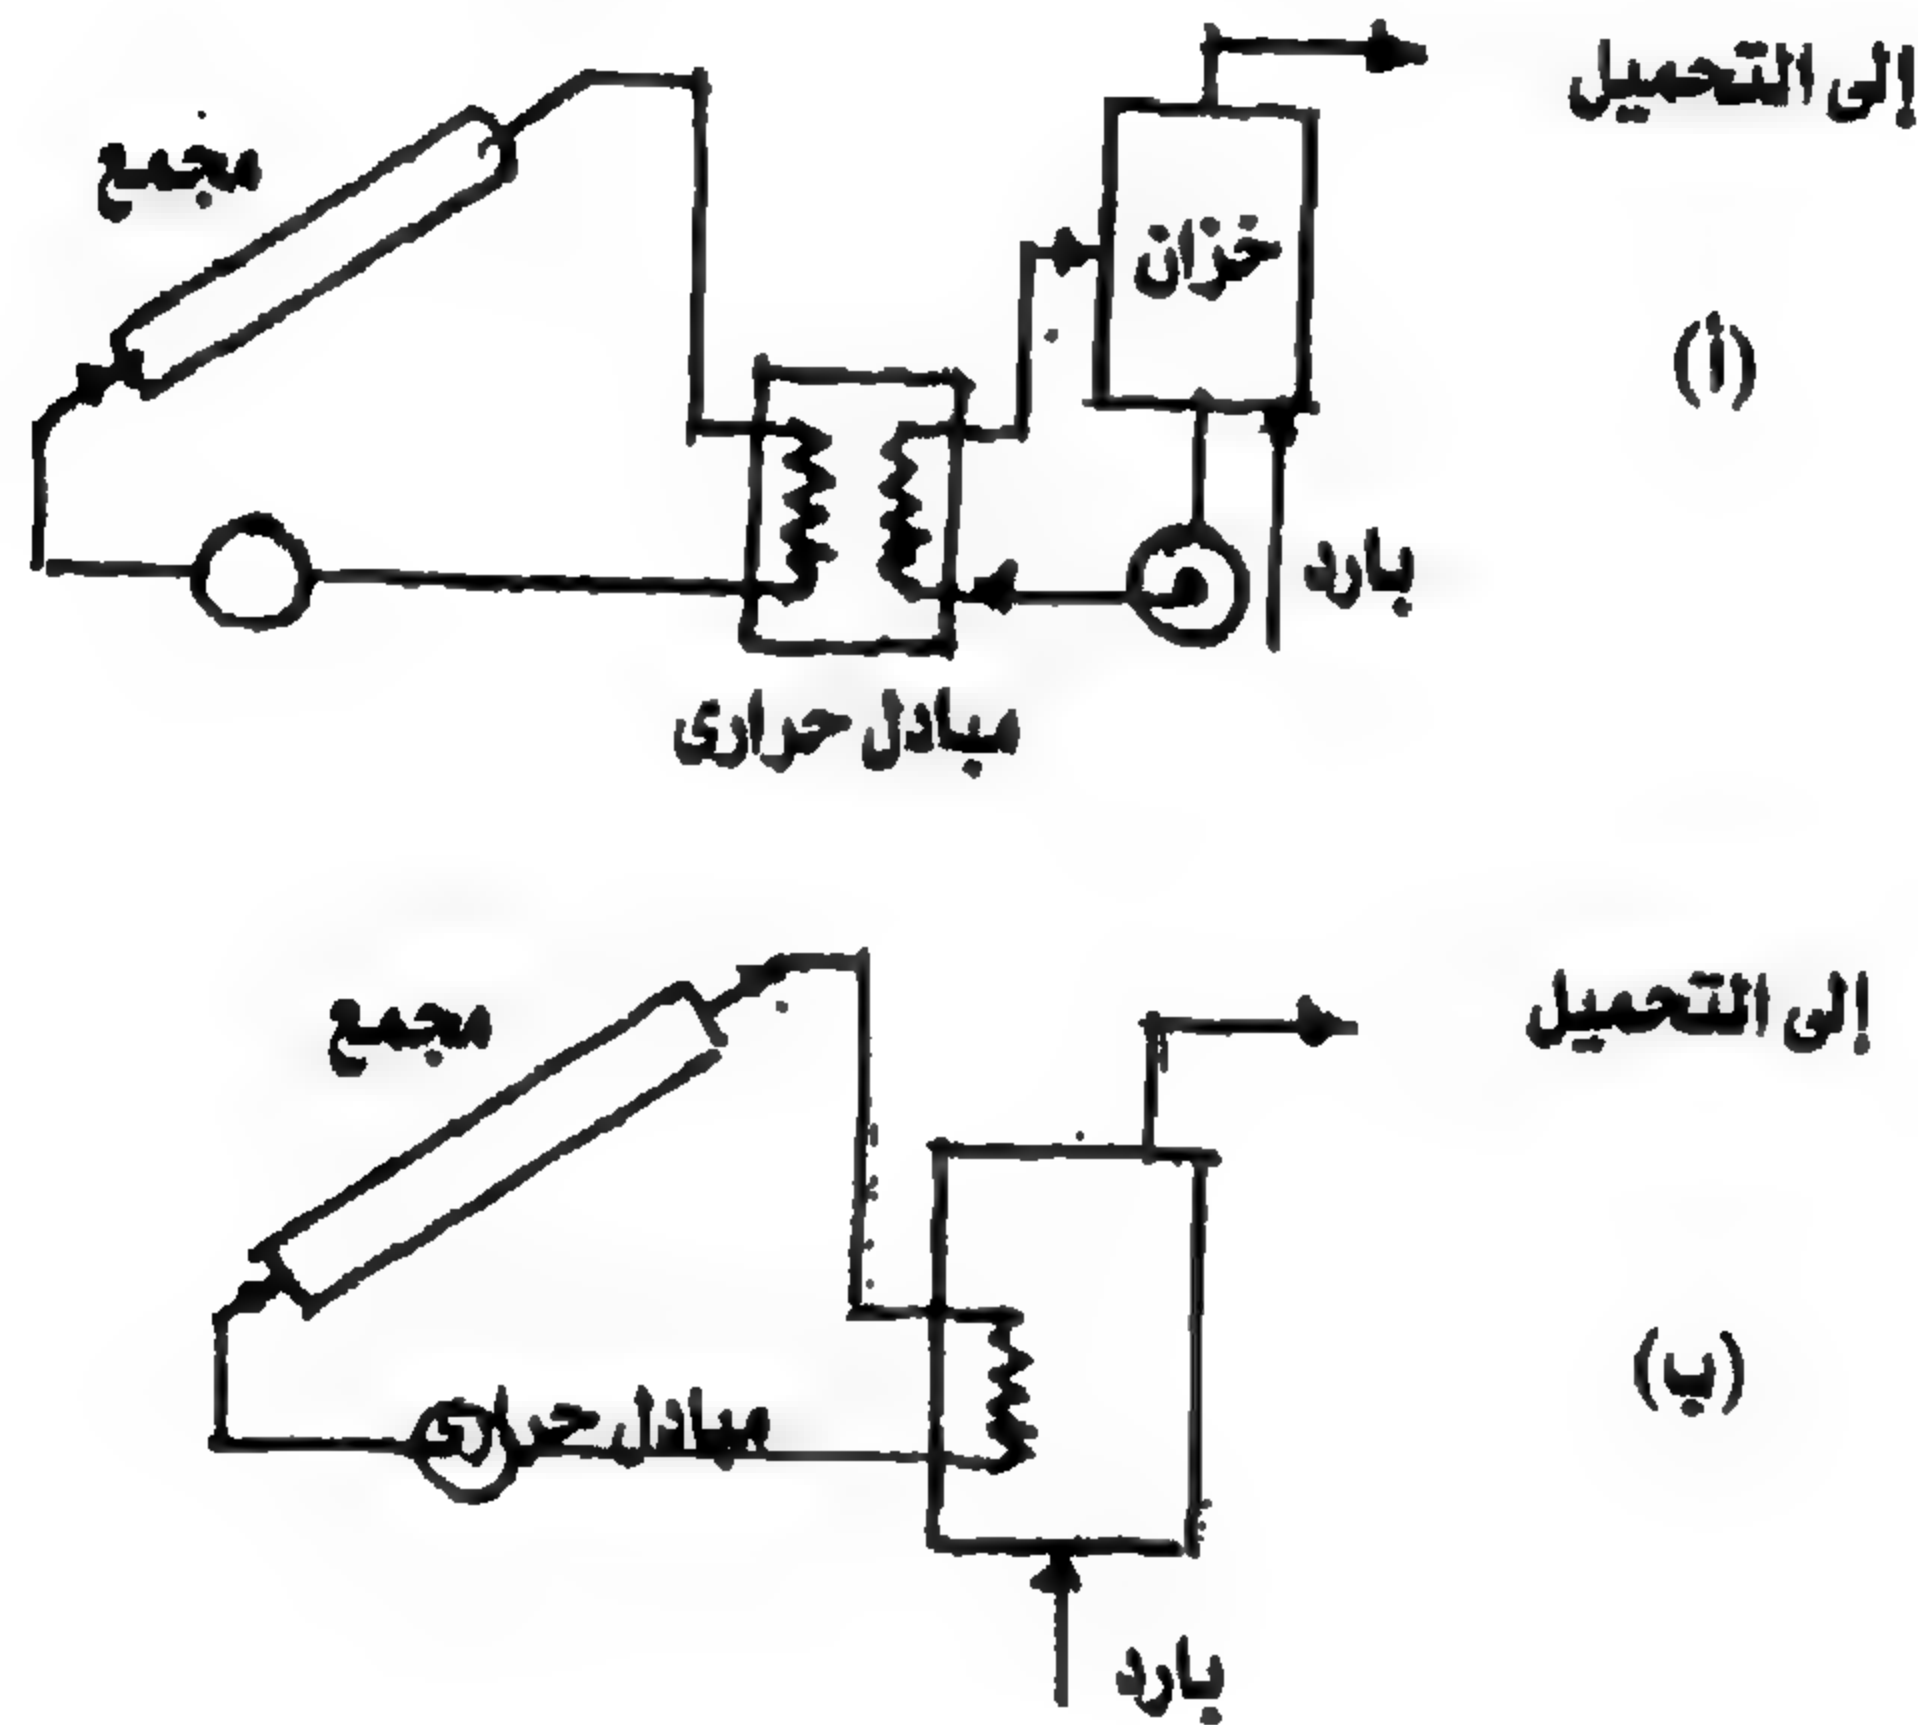 إلى التحميل
مجمع
خزان
(أ)
بارد
مبادل حرارى
إلى التحميل
مجمع
(ب)
مبادل حرارى
بارد